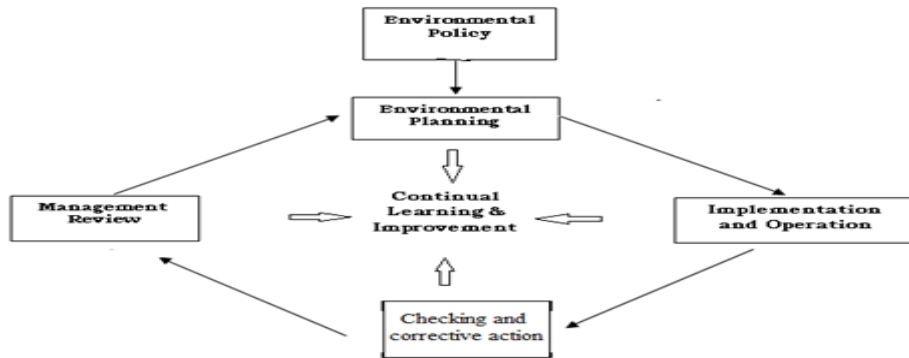 Environmental
Policy
Environmental
Planning
Continual
Learning &
Improvement
Management
Review
Implementation
and Operation
Checking and
corrective action